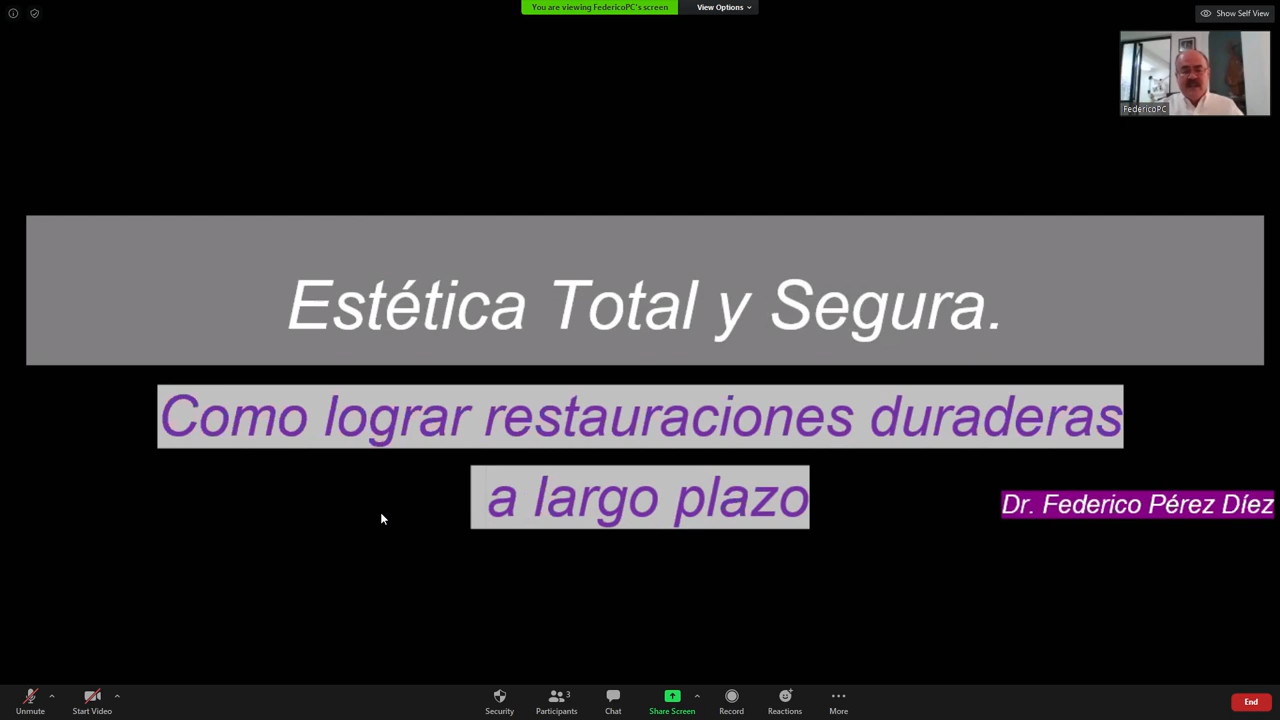 You are viewing FedericoPC's screen
View Options
Show Self View
FedericoPC
Estética Total y Segura.
Como lograr restauraciones duraderas
a largo plazo
Dr. Federico Pérez Díez
Unmute
Start Video
Security
3
Participants
Chat
Share Screen
Record
Reactions
More
End